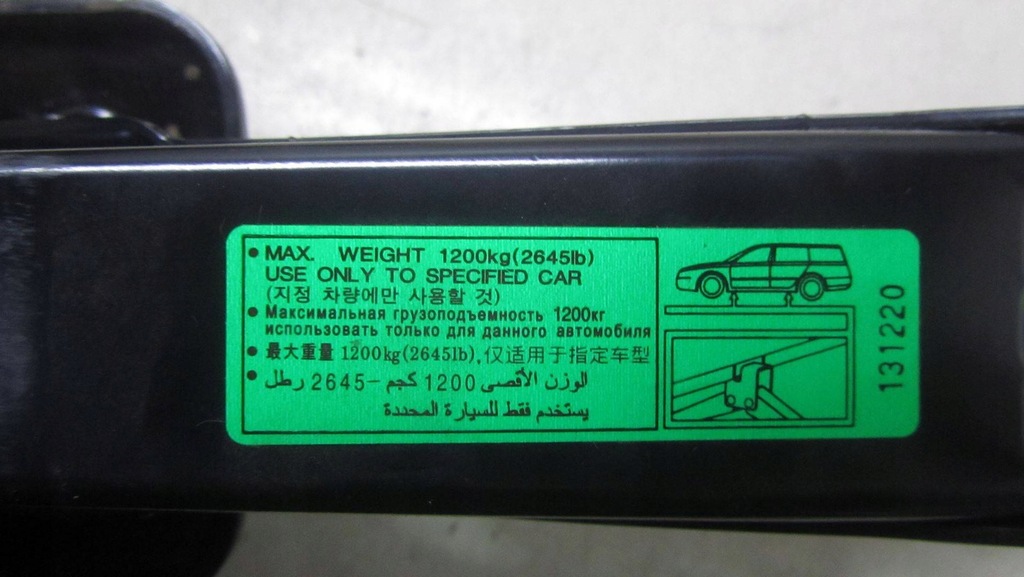 ● MAX. WEIGHT 1200kg(2645lb)
USE ONLY TO SPECIFIED CAR
(지정 차량에만 사용할 것)
● Максимальная грузоподъемность 1200кг
использовать только для данного автомобиля
● 最大重量 1200kg(2645lb),仅适用于指定车型
● الوزن الأقصى 1200 كجم –2645 رطل
يستخدم فقط للسيارة المحددة
131220